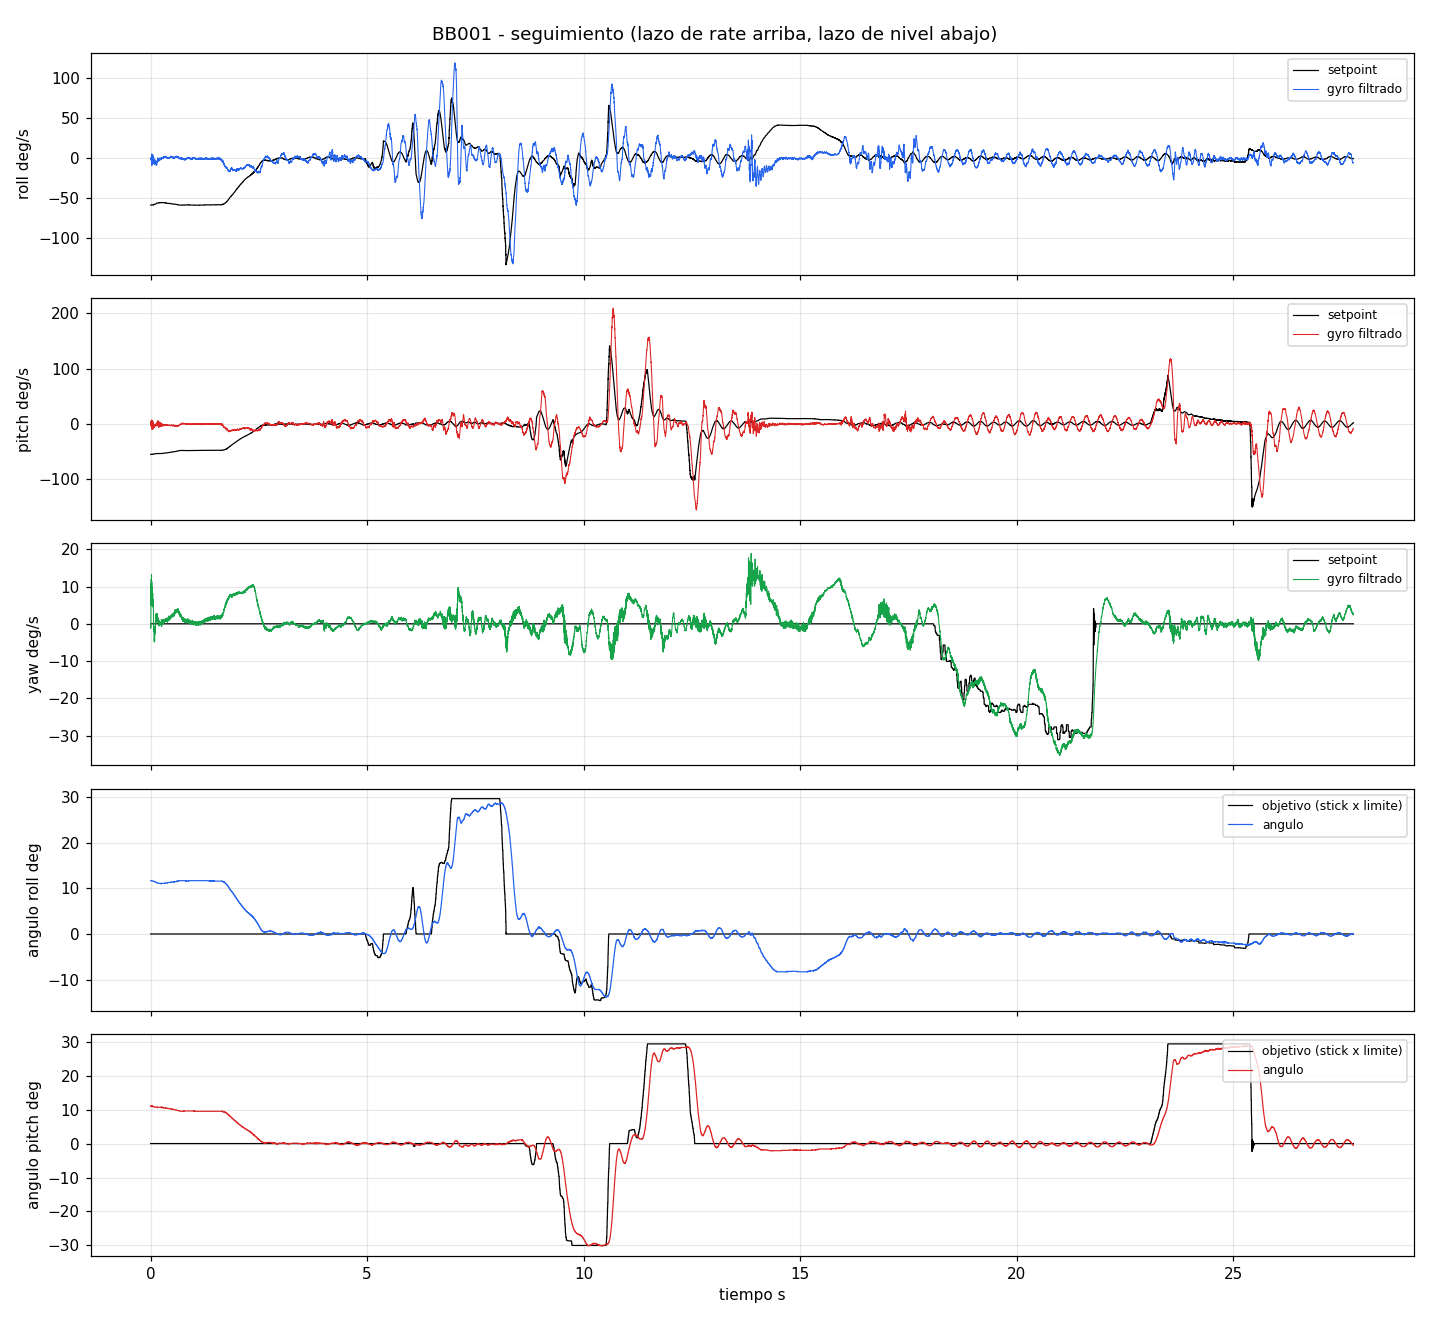 BB001 - seguimiento (lazo de rate arriba, lazo de nivel abajo)
roll deg/s
100
50
0
−50
−100
setpoint
gyro filtrado
pitch deg/s
200
100
0
−100
setpoint
gyro filtrado
yaw deg/s
20
10
0
−10
−20
−30
setpoint
gyro filtrado
angulo roll deg
30
20
10
0
−10
objetivo (stick x limite)
angulo
angulo pitch deg
30
20
10
0
−10
−20
−30
objetivo (stick x limite)
angulo
0 5 10 15 20 25
tiempo s